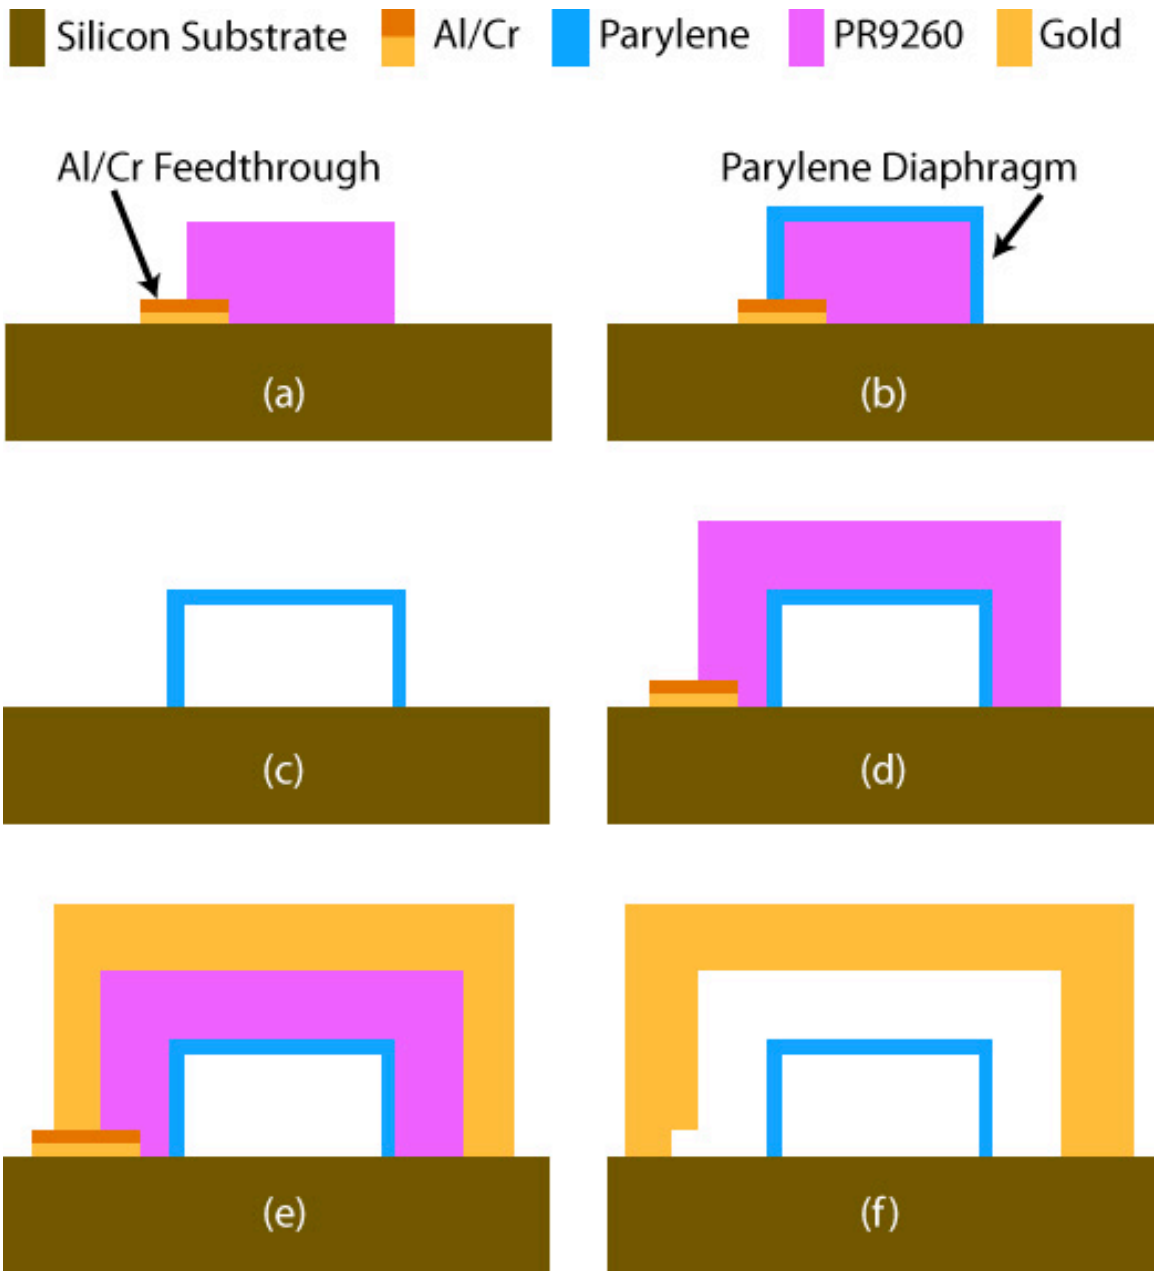 Silicon Substrate Al/Cr Parylene PR9260 Gold
Al/Cr Feedthrough Parylene Diaphragm
(a) (b)
(c) (d)
(e) (f)